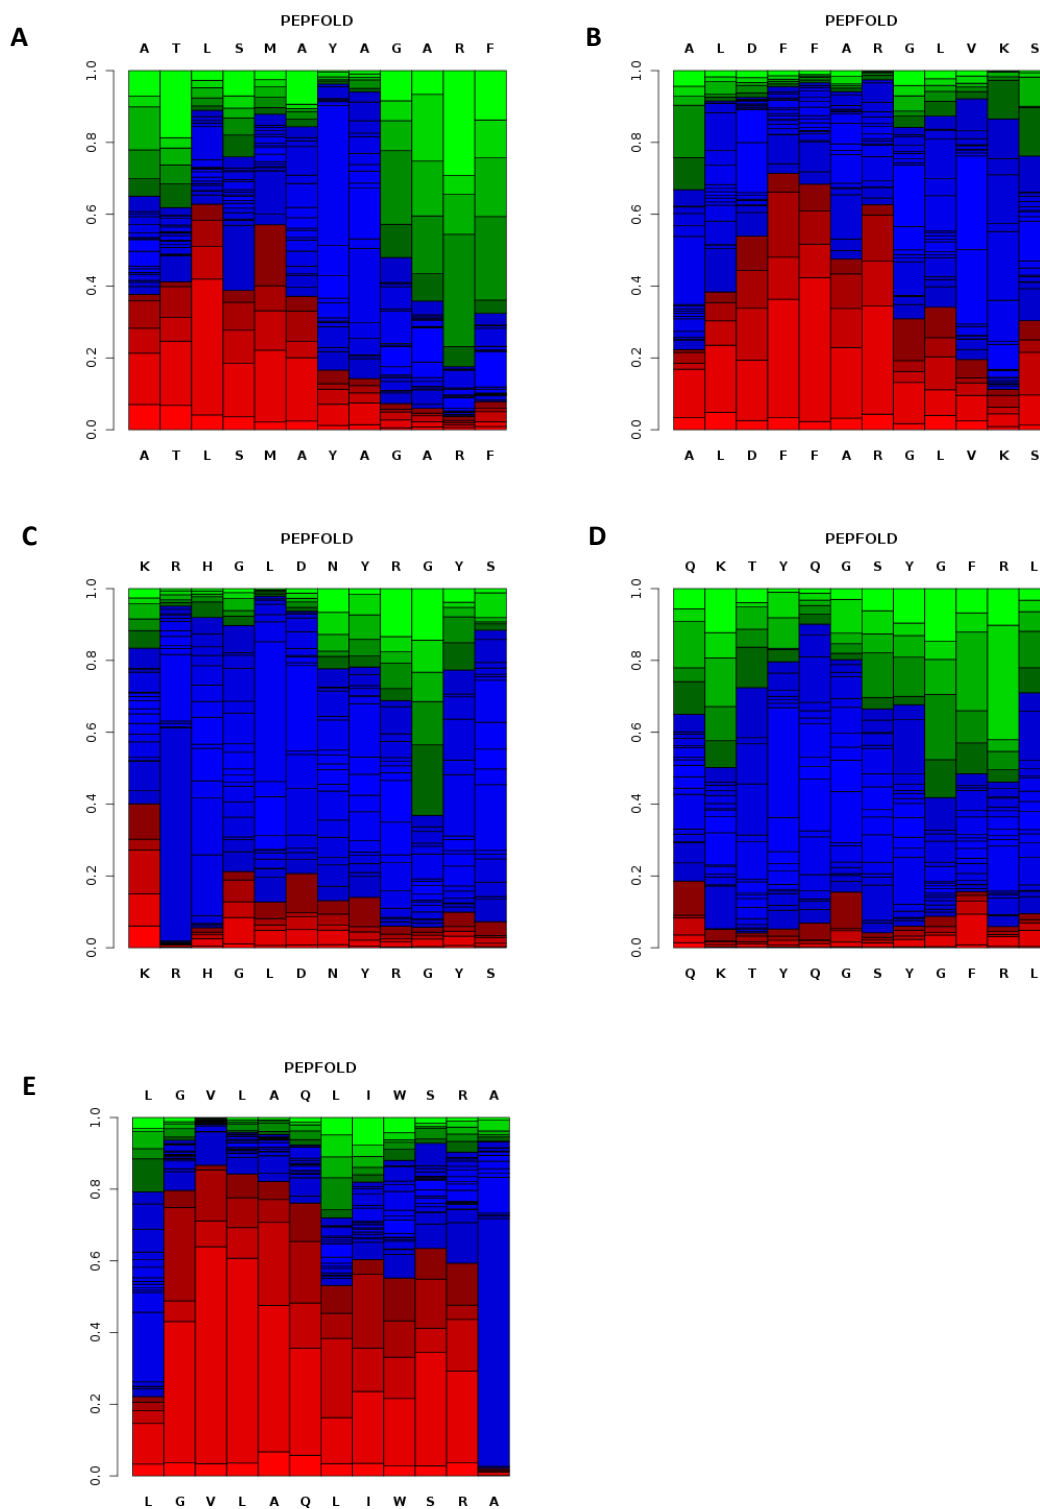 PEPFOLD
A
A T L S M A Y A G A R F
1.0
0.8
0.6
0.4
0.2
0.0
A T L S M A Y A G A R F
PEPFOLD
B
A L D F F A R G L V K S
1.0
0.8
0.6
0.4
0.2
0.0
A L D F F A R G L V K S
PEPFOLD
C
K R H G L D N Y R G Y S
1.0
0.8
0.6
0.4
0.2
0.0
K R H G L D N Y R G Y S
PEPFOLD
D
Q K T Y Q G S Y G F R L
1.0
0.8
0.6
0.4
0.2
0.0
Q K T Y Q G S Y G F R L
PEPFOLD
E
L G V L A Q L I W S R A
1.0
0.8
0.6
0.4
0.2
0.0
L G V L A Q L I W S R A